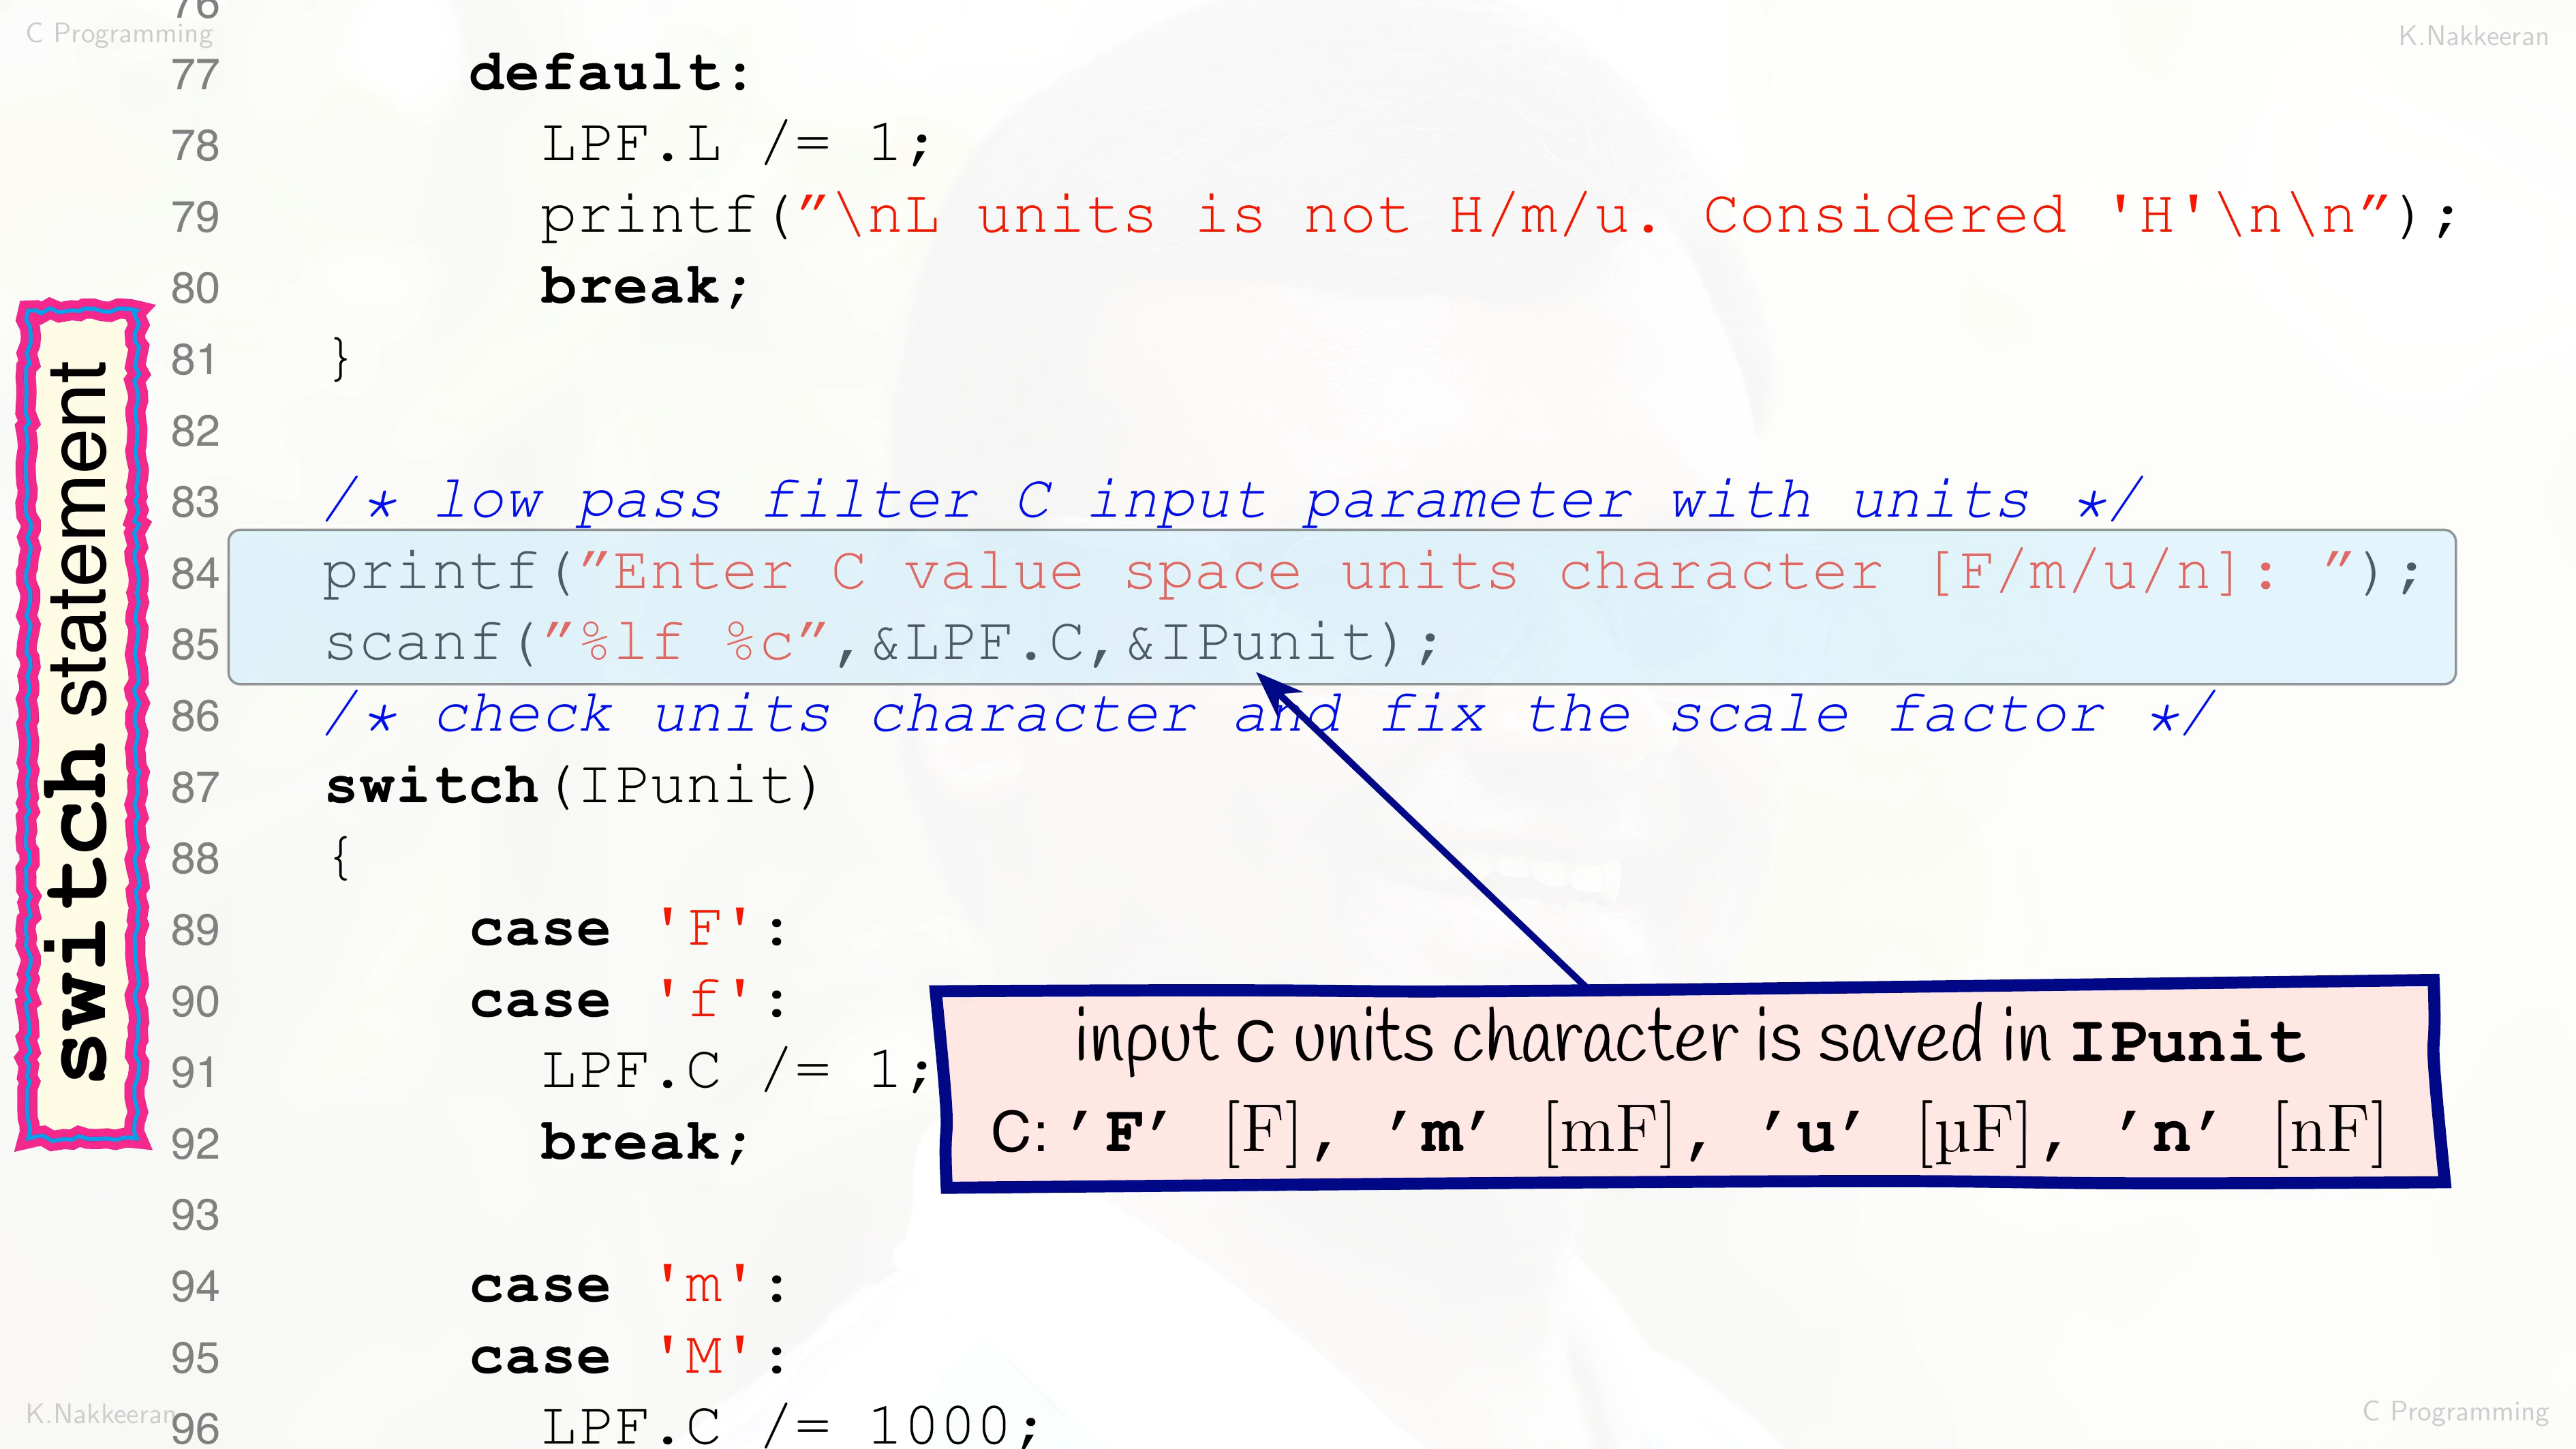 76
C Programming
K.Nakkeeran
77 default:
78 LPF.L /= 1;
79 printf("\nL units is not H/m/u. Considered 'H'\n\n");
80 break;
81 }
82
83 /* low pass filter C input parameter with units */
84 printf("Enter C value space units character [F/m/u/n]: ");
85 scanf("%lf %c",&LPF.C,&IPunit);
86 /* check units character and fix the scale factor */
87 switch(IPunit)
88 {
89 case 'F':
90 case 'f':
91 LPF.C /= 1;
92 break;
93
94 case 'm':
95 case 'M':
96 LPF.C /= 1000;
switch statement
input C units character is saved in IPunit
C: 'F' [F], 'm' [mF], 'u' [µF], 'n' [nF]
K.Nakkeeran
C Programming